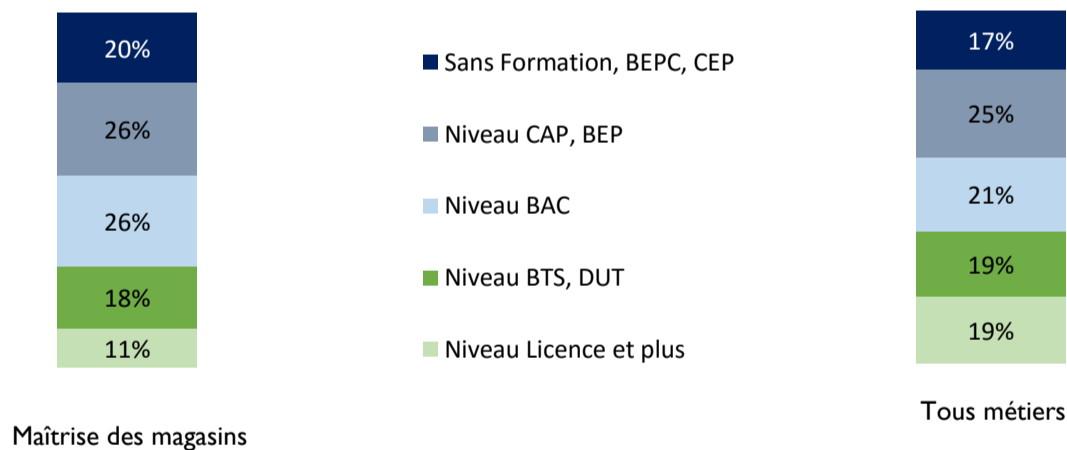 20%
26%
26%
18%
11%
Maîtrise des magasins
Sans Formation, BEPC, CEP
Niveau CAP, BEP
Niveau BAC
Niveau BTS, DUT
Niveau Licence et plus
17%
25%
21%
19%
19%
Tous métiers